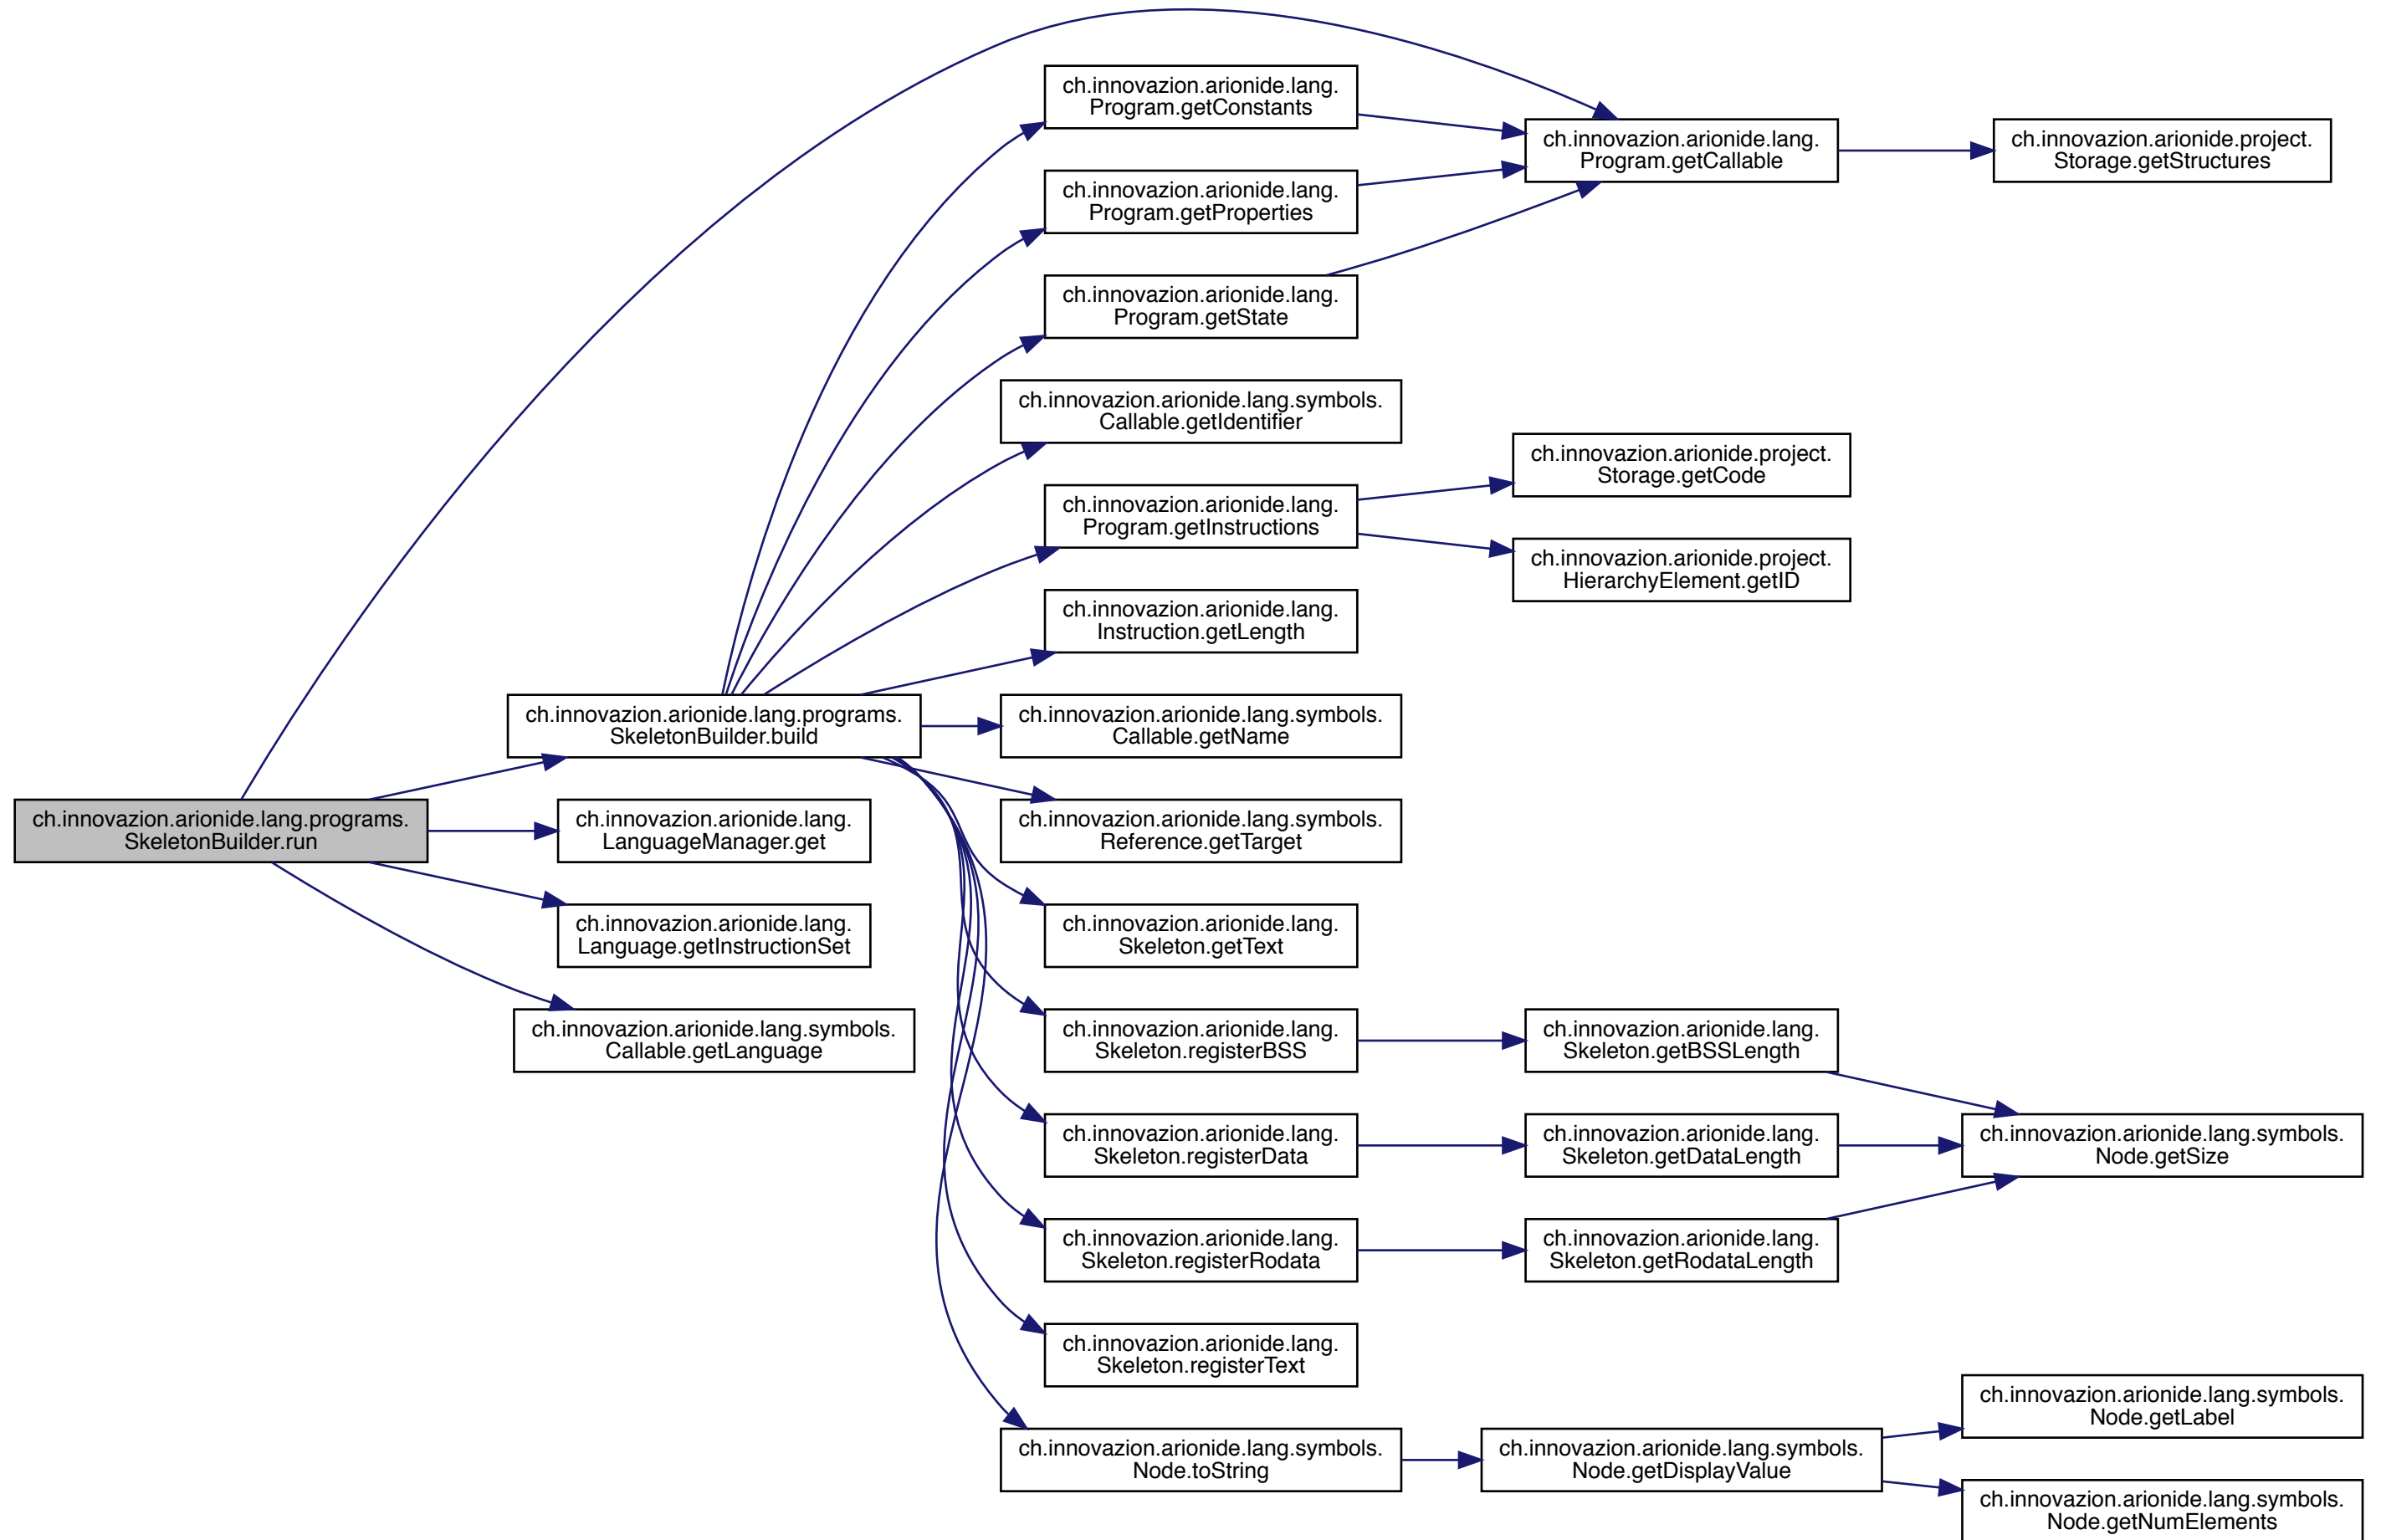 ch.innovazion.arionide.lang.
Program.getConstants
ch.innovazion.arionide.lang.
Program.getCallable
ch.innovazion.arionide.project.
Storage.getStructures
ch.innovazion.arionide.lang.
Program.getProperties
ch.innovazion.arionide.lang.
Program.getState
ch.innovazion.arionide.lang.symbols.
Callable.getIdentifier
ch.innovazion.arionide.project.
Storage.getCode
ch.innovazion.arionide.lang.
Program.getInstructions
ch.innovazion.arionide.project.
HierarchyElement.getID
ch.innovazion.arionide.lang.
Instruction.getLength
ch.innovazion.arionide.lang.programs.
SkeletonBuilder.build
ch.innovazion.arionide.lang.symbols.
Callable.getName
ch.innovazion.arionide.lang.programs.
SkeletonBuilder.run
ch.innovazion.arionide.lang.
LanguageManager.get
ch.innovazion.arionide.lang.symbols.
Reference.getTarget
ch.innovazion.arionide.lang.
Language.getInstructionSet
ch.innovazion.arionide.lang.
Skeleton.getText
ch.innovazion.arionide.lang.symbols.
Callable.getLanguage
ch.innovazion.arionide.lang.
Skeleton.registerBSS
ch.innovazion.arionide.lang.
Skeleton.getBSSLength
ch.innovazion.arionide.lang.
Skeleton.registerData
ch.innovazion.arionide.lang.
Skeleton.getDataLength
ch.innovazion.arionide.lang.symbols.
Node.getSize
ch.innovazion.arionide.lang.
Skeleton.registerRodata
ch.innovazion.arionide.lang.
Skeleton.getRodataLength
ch.innovazion.arionide.lang.
Skeleton.registerText
ch.innovazion.arionide.lang.symbols.
Node.getLabel
ch.innovazion.arionide.lang.symbols.
Node.toString
ch.innovazion.arionide.lang.symbols.
Node.getDisplayValue
ch.innovazion.arionide.lang.symbols.
Node.getNumElements